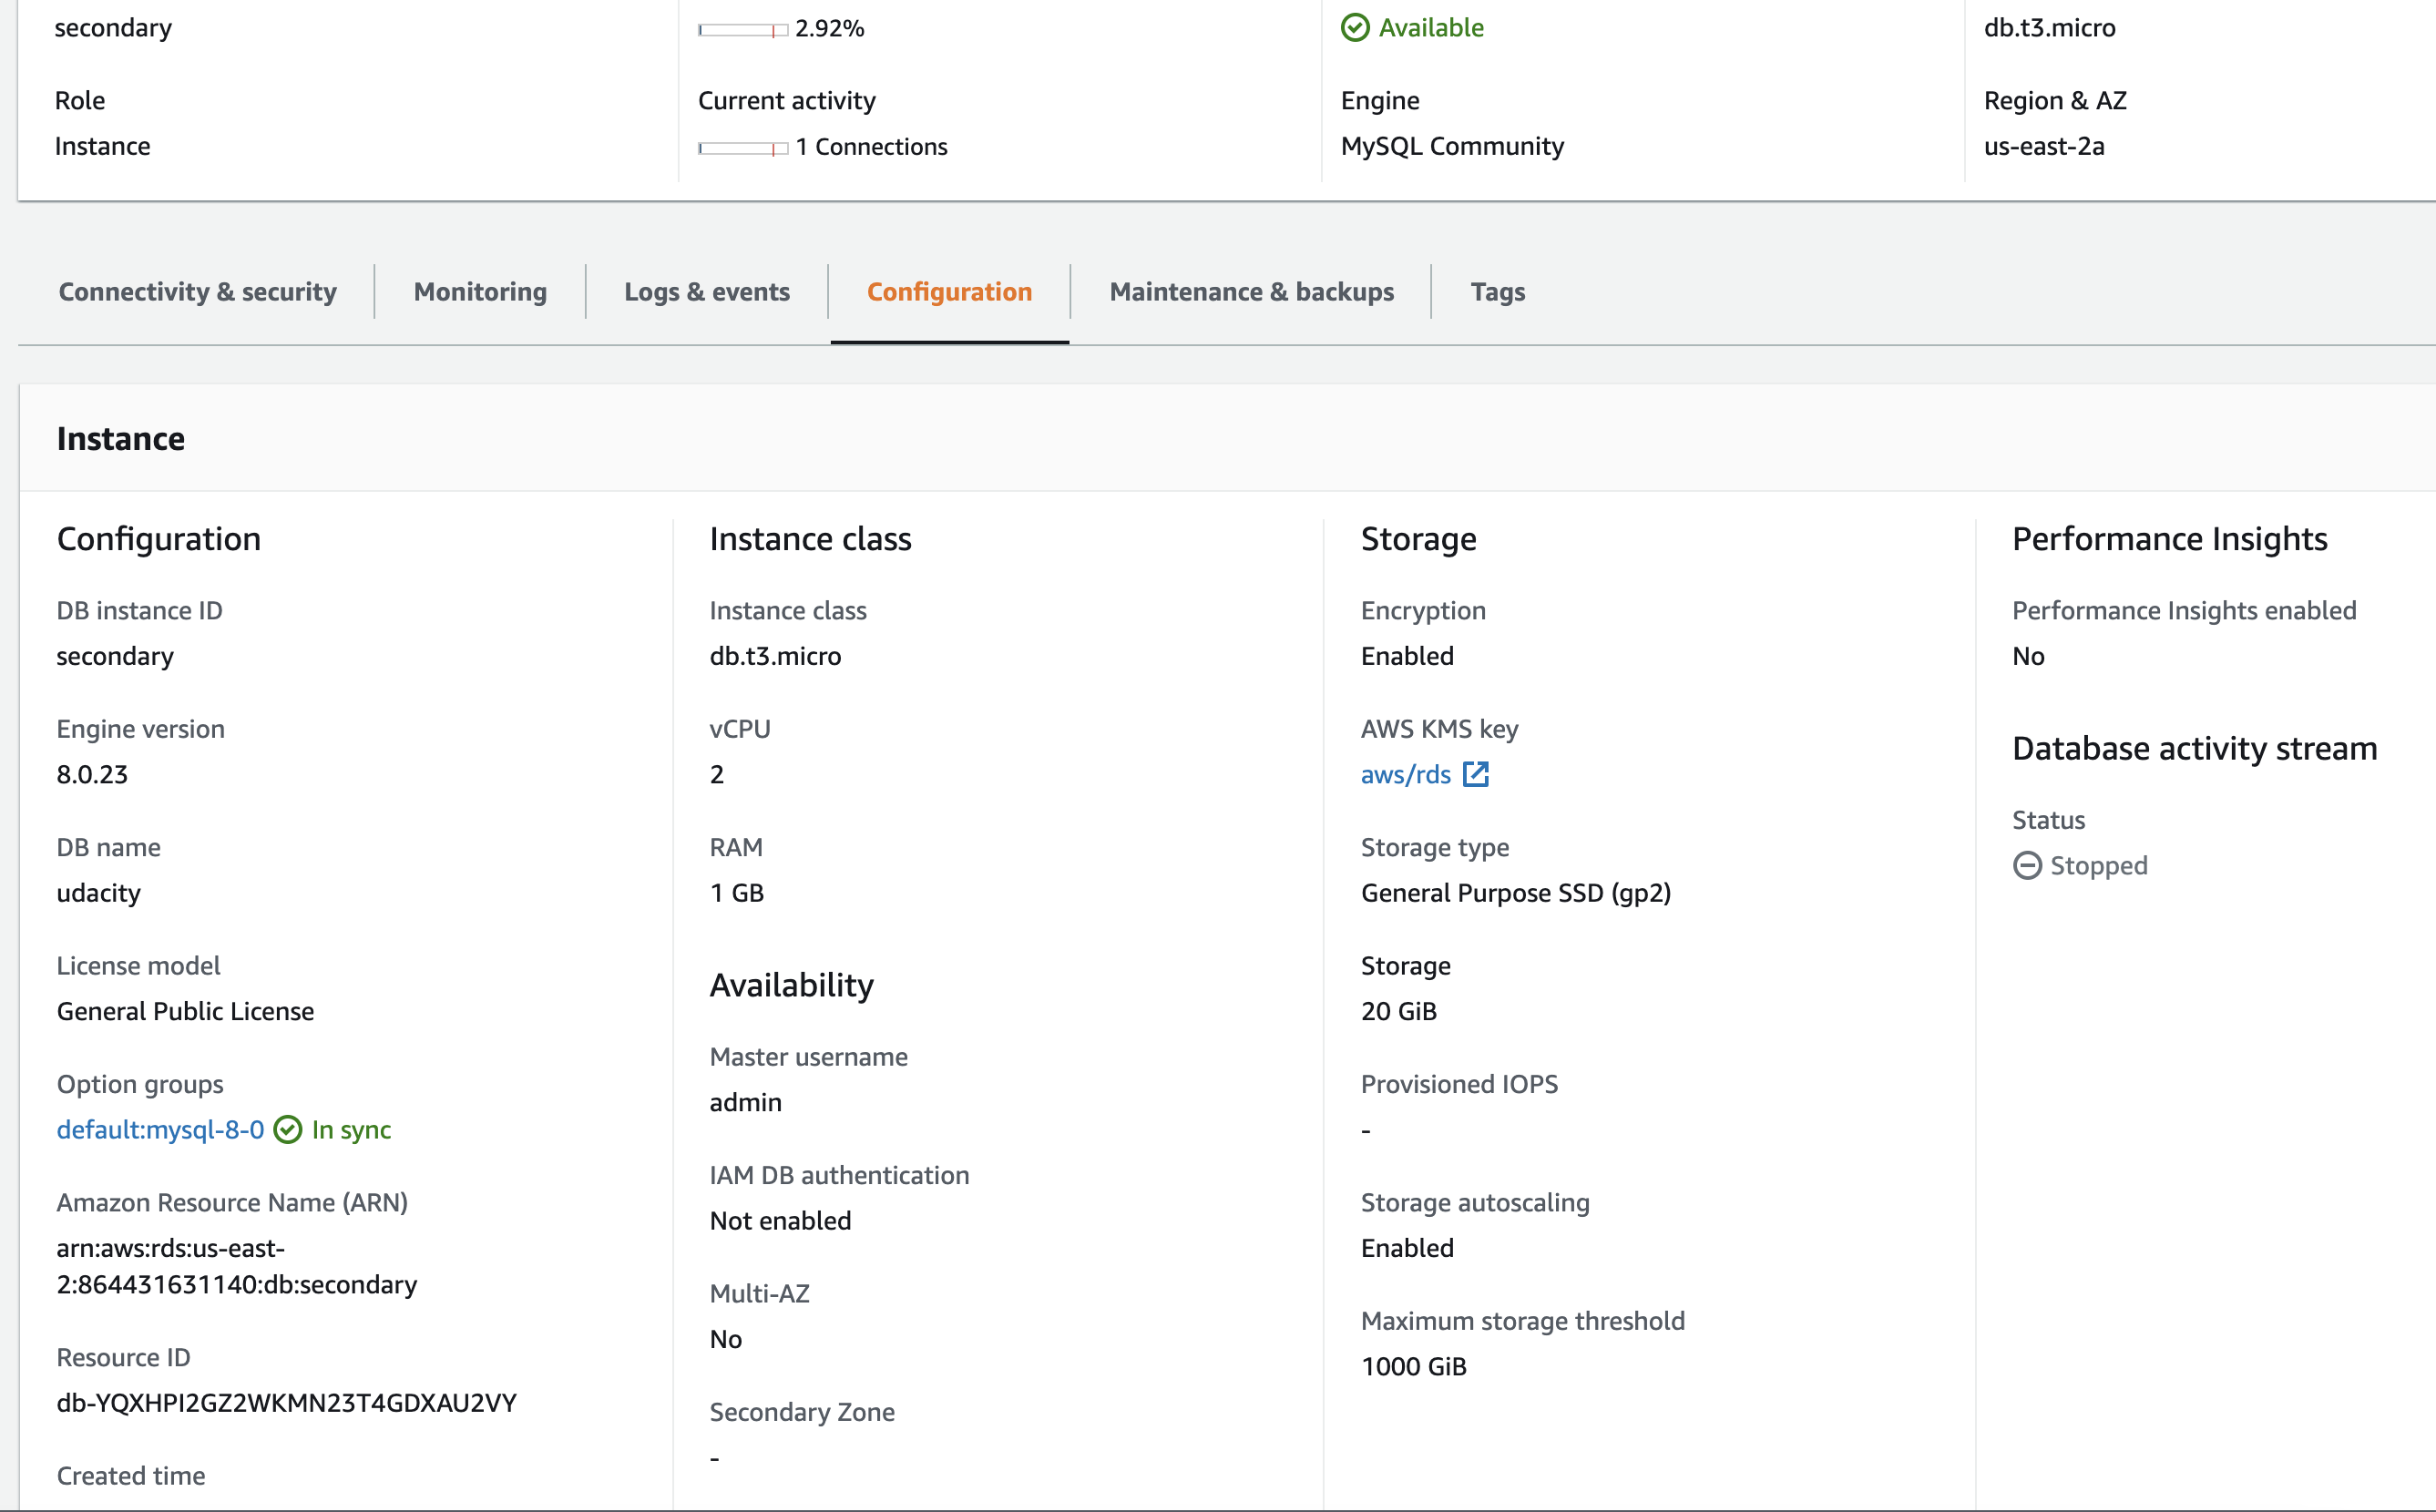 secondary
2.92%
Available
db.t3.micro
Role
Current activity
Engine
Region & AZ
Instance
1 Connections
MySQL Community
us-east-2a
Connectivity & security
Monitoring
Logs & events
Configuration
Maintenance & backups
Tags
Instance
Configuration
DB instance ID
secondary
Engine version
8.0.23
DB name
udacity
License model
General Public License
Option groups
default:mysql-8-0 In sync
Amazon Resource Name (ARN)
arn:aws:rds:us-east-
2:864431631140:db:secondary
Resource ID
db-YQXHPI2GZ2WKMN23T4GDXAU2VY
Created time
Instance class
Instance class
db.t3.micro
vCPU
2
RAM
1 GB
Availability
Master username
admin
IAM DB authentication
Not enabled
Multi-AZ
No
Secondary Zone
-
Storage
Encryption
Enabled
AWS KMS key
aws/rds
Storage type
General Purpose SSD (gp2)
Storage
20 GiB
Provisioned IOPS
-
Storage autoscaling
Enabled
Maximum storage threshold
1000 GiB
Performance Insights
Performance Insights enabled
No
Database activity stream
Status
Stopped